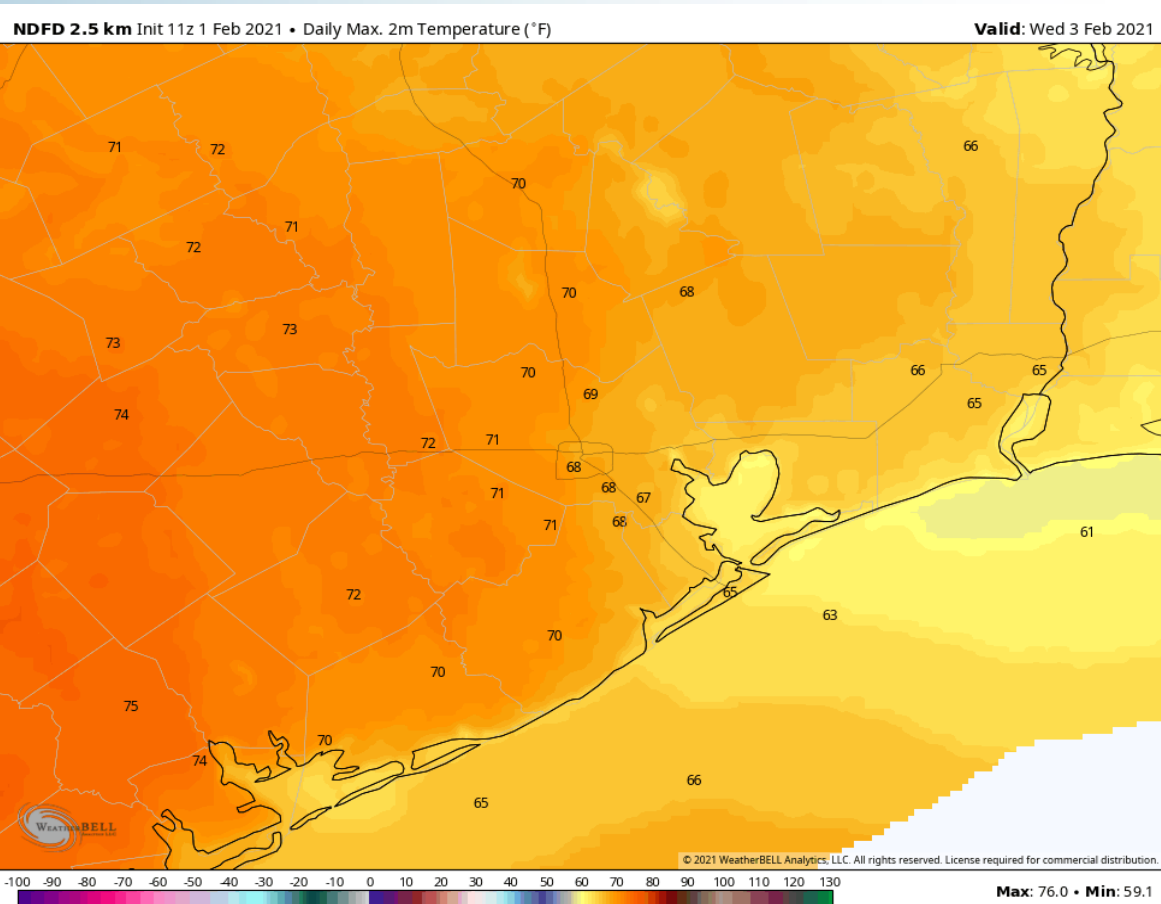 NDFD 2.5 km Init 11z 1 Feb 2021 • Daily Max. 2m Temperature (°F) Valid: Wed 3 Feb 2021
71 72 66
70
71
72
70 68
73 73
70 66 65
69
74 65
72 71
68
71 68 67
71 68
61
72 65
63
70
70
75
70
74
66
65
WEATHERBELL
© 2021 WeatherBELL Analytics, LLC. All rights reserved. License required for commercial distribution.
-100 -90 -80 -70 -60 -50 -40 -30 -20 -10 0 10 20 30 40 50 60 70 80 90 100 110 120 130
Max: 76.0 • Min: 59.1